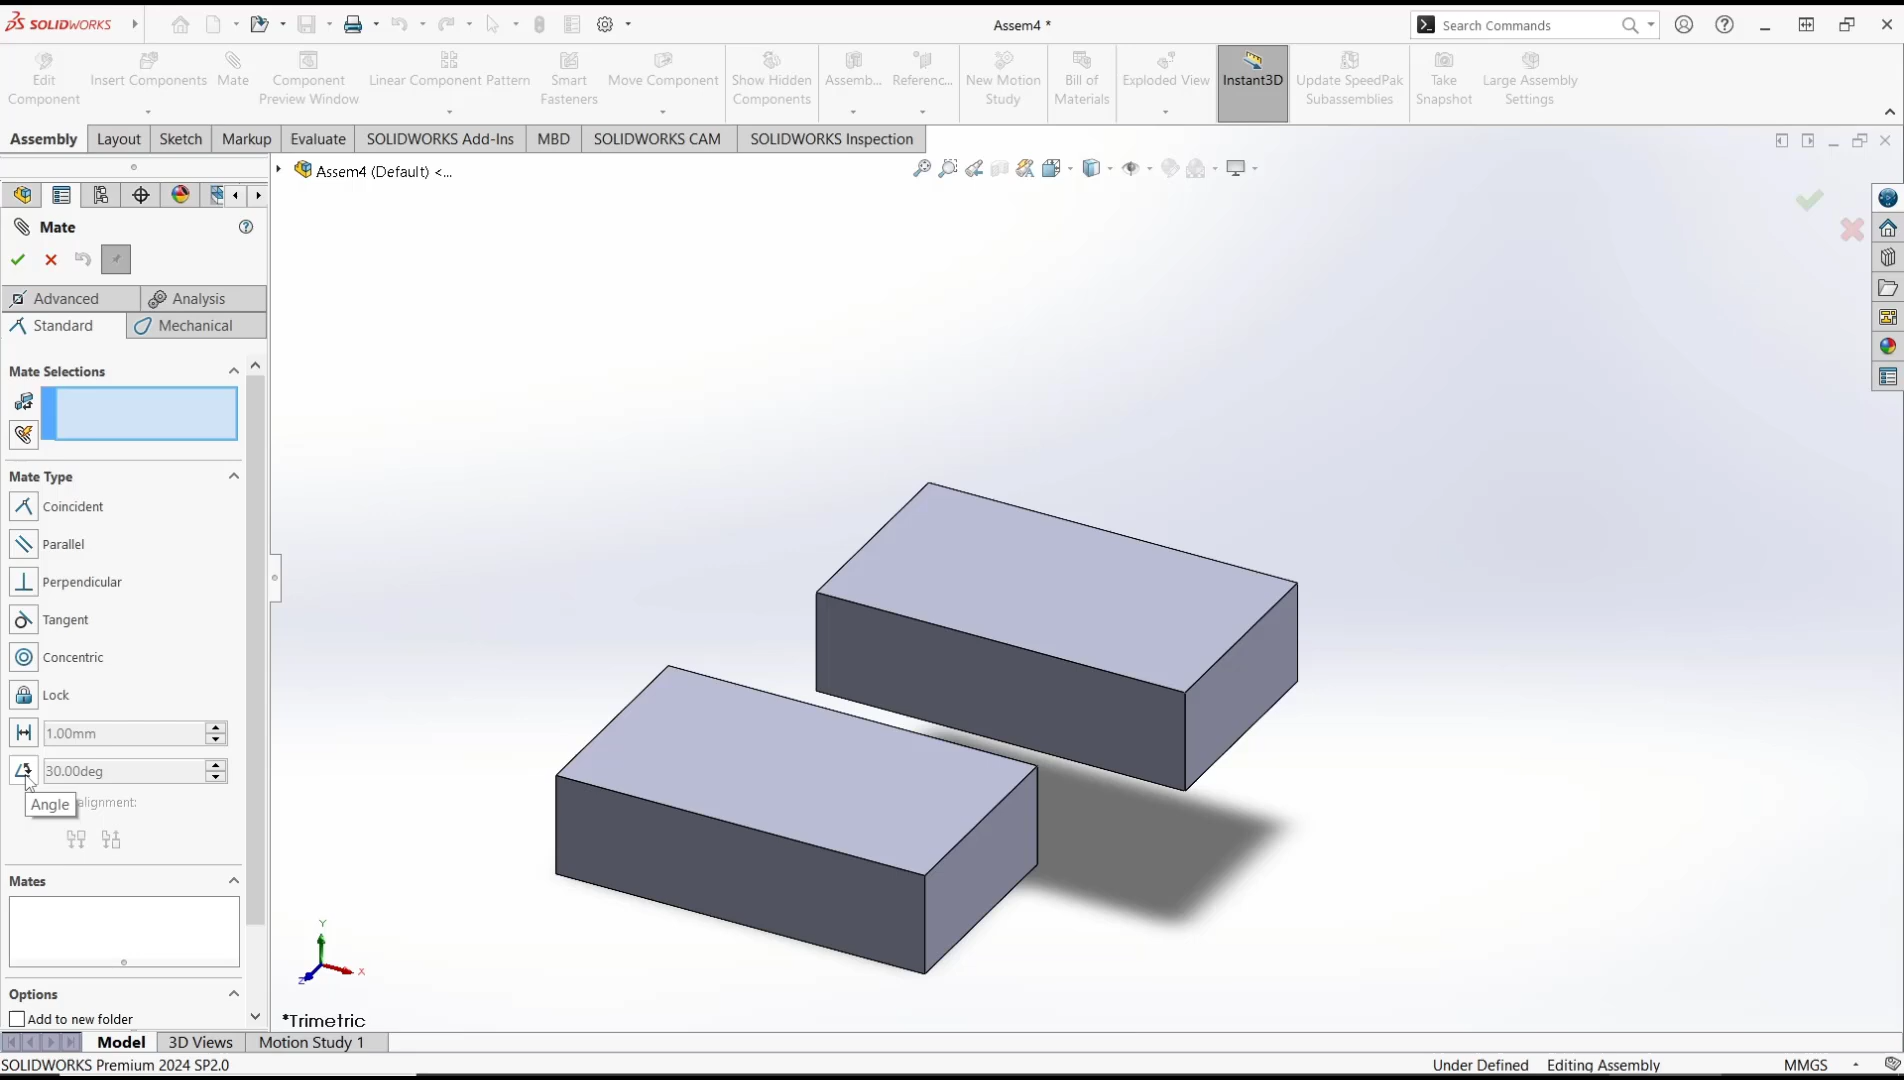 SOLIDWORKS
Assem4 *
Search Commands
Edit Component
Insert Components
Mate
Component Preview Window
Linear Component Pattern
Smart Fasteners
Move Component
Show Hidden Components
Assemb...
Referenc...
New Motion Study
Bill of Materials
Exploded View
Instant3D
Update SpeedPak Subassemblies
Take Snapshot
Large Assembly Settings
Assembly
Layout
Sketch
Markup
Evaluate
SOLIDWORKS Add-Ins
MBD
SOLIDWORKS CAM
SOLIDWORKS Inspection
Assem4 (Default) <...
Mate
Advanced
Analysis
Standard
Mechanical
Mate Selections
Mate Type
Coincident
Parallel
Perpendicular
Tangent
Concentric
Lock
1.00mm
30.00deg
Angle
alignment:
Mates
Options
Add to new folder
Y
X
Z
*Trimetric
Model
3D Views
Motion Study 1
SOLIDWORKS Premium 2024 SP2.0
Under Defined
Editing Assembly
MMGS